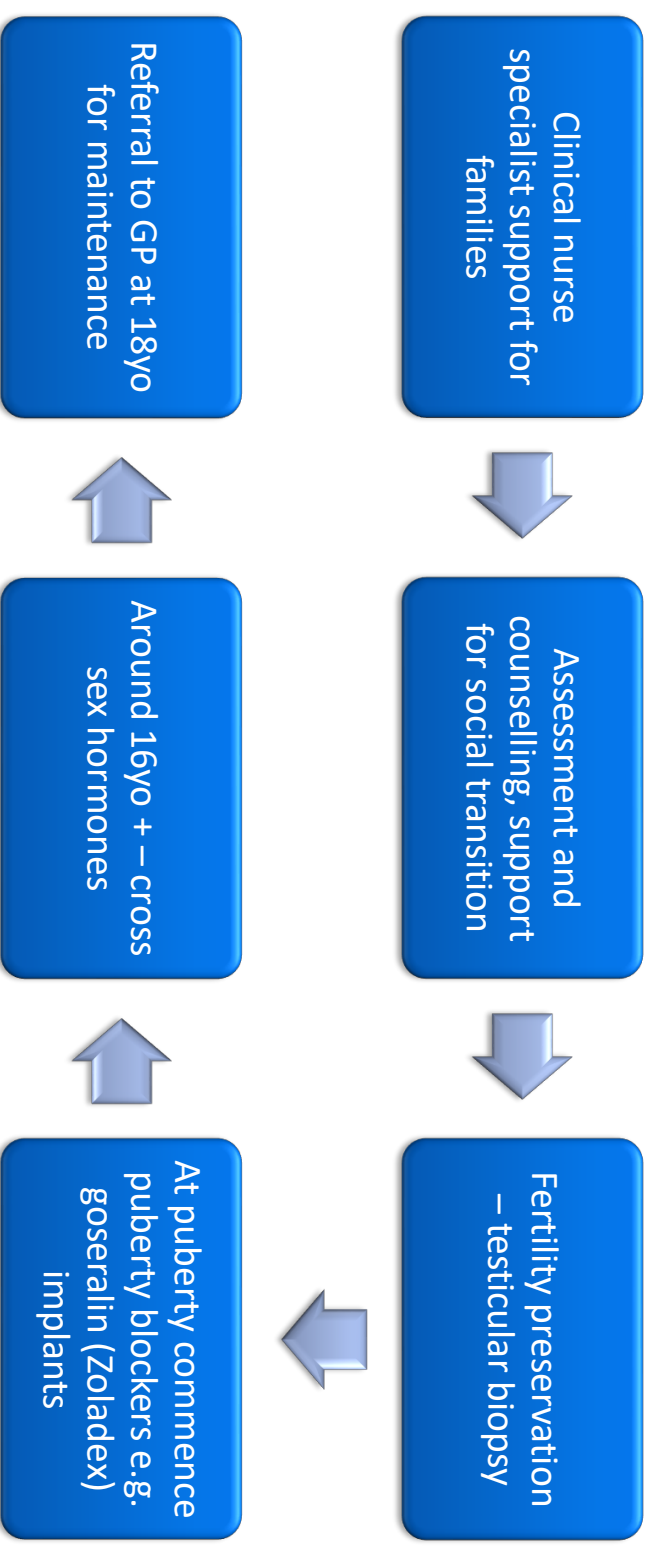 Clinical nurse
specialist support for
families
Assessment and
counselling, support
for social transition
Fertility preservation
– testicular biopsy
At puberty commence
puberty blockers e.g.
goseralin (Zoladex)
implants
Around 16yo + – cross
sex hormones
Referral to GP at 18yo
for maintenance